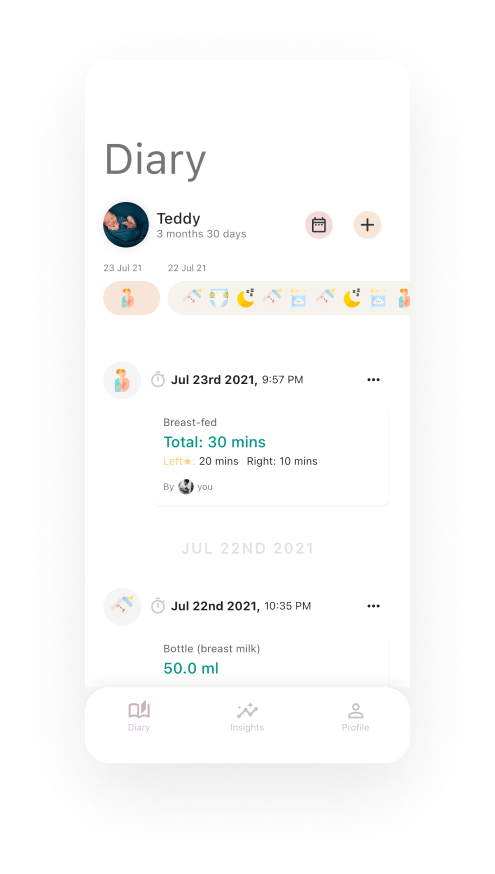 Diary
Teddy
3 months 30 days
23 Jul 21 22 Jul 21
Jul 23rd 2021, 9:57 PM
Breast-fed
Total: 30 mins
Left★: 20 mins Right: 10 mins
By you
JUL 22ND 2021
Jul 22nd 2021, 10:35 PM
Bottle (breast milk)
50.0 ml
Diary Insights Profile